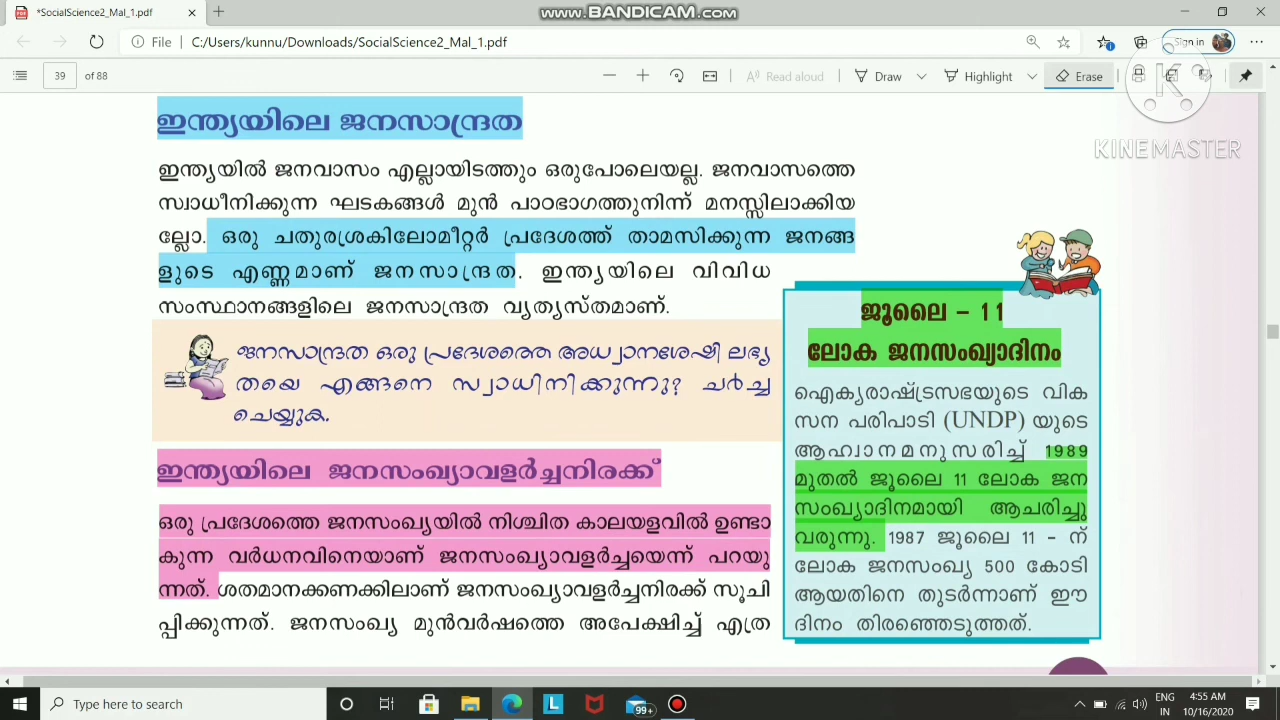 *SocialScience2_Mal_1.pdf
www.BANDICAM.com
File
C:/Users/kunnu/Downloads/SocialScience2_Mal_1.pdf
Sign in
39 of 88
Read aloud
Draw
Highlight
Erase
K
KINEMASTER
ഇന്ത്യയിലെ ജനസാന്ദ്രത
ഇന്ത്യയിൽ ജനവാസം എല്ലായിടത്തും ഒരുപോലെയല്ല. ജനവാസത്തെ
സ്വാധീനിക്കുന്ന ഘടകങ്ങൾ മുൻ പാഠഭാഗത്തുനിന്ന് മനസ്സിലാക്കിയ
ല്ലോ. ഒരു ചതുരശ്രകിലോമീറ്റർ പ്രദേശത്ത് താമസിക്കുന്ന ജനങ്ങ
ളുടെ എണ്ണമാണ് ജനസാന്ദ്രത. ഇന്ത്യയിലെ വിവിധ
സംസ്ഥാനങ്ങളിലെ ജനസാന്ദ്രത വ്യത്യസ്തമാണ്.
ജനസാന്ദ്രത ഒരു പ്രദേശത്തെ അധ്വാനശേഷി ലഭ്യ
തയെ എങ്ങനെ സ്വാധിനിക്കുന്നു? ചർച്ച
ചെയ്യുക.
ഇന്ത്യയിലെ ജനസംഖ്യാവളർച്ചനിരക്ക്
ഒരു പ്രദേശത്തെ ജനസംഖ്യയിൽ നിശ്ചിത കാലയളവിൽ ഉണ്ടാ
കുന്ന വർധനവിനെയാണ് ജനസംഖ്യാവളർച്ചയെന്ന് പറയു
ന്നത്. ശതമാനക്കണക്കിലാണ് ജനസംഖ്യാവളർച്ചനിരക്ക് സൂചി
പ്പിക്കുന്നത്. ജനസംഖ്യ മുൻവർഷത്തെ അപേക്ഷിച്ച് എത്ര
ജൂലൈ - 11
ലോക ജനസംഖ്യാദിനം
ഐക്യരാഷ്ട്രസഭയുടെ വിക
സന പരിപാടി (UNDP) യുടെ
ആഹ്വാനമനുസരിച്ച് 1989
മുതൽ ജൂലൈ 11 ലോക ജന
സംഖ്യാദിനമായി ആചരിച്ചു
വരുന്നു. 1987 ജൂലൈ 11 - ന്
ലോക ജനസംഖ്യ 500 കോടി
ആയതിനെ തുടർന്നാണ് ഈ
ദിനം തിരഞ്ഞെടുത്തത്.
Type here to search
L
99+
ENG
IN
4:55 AM
10/16/2020